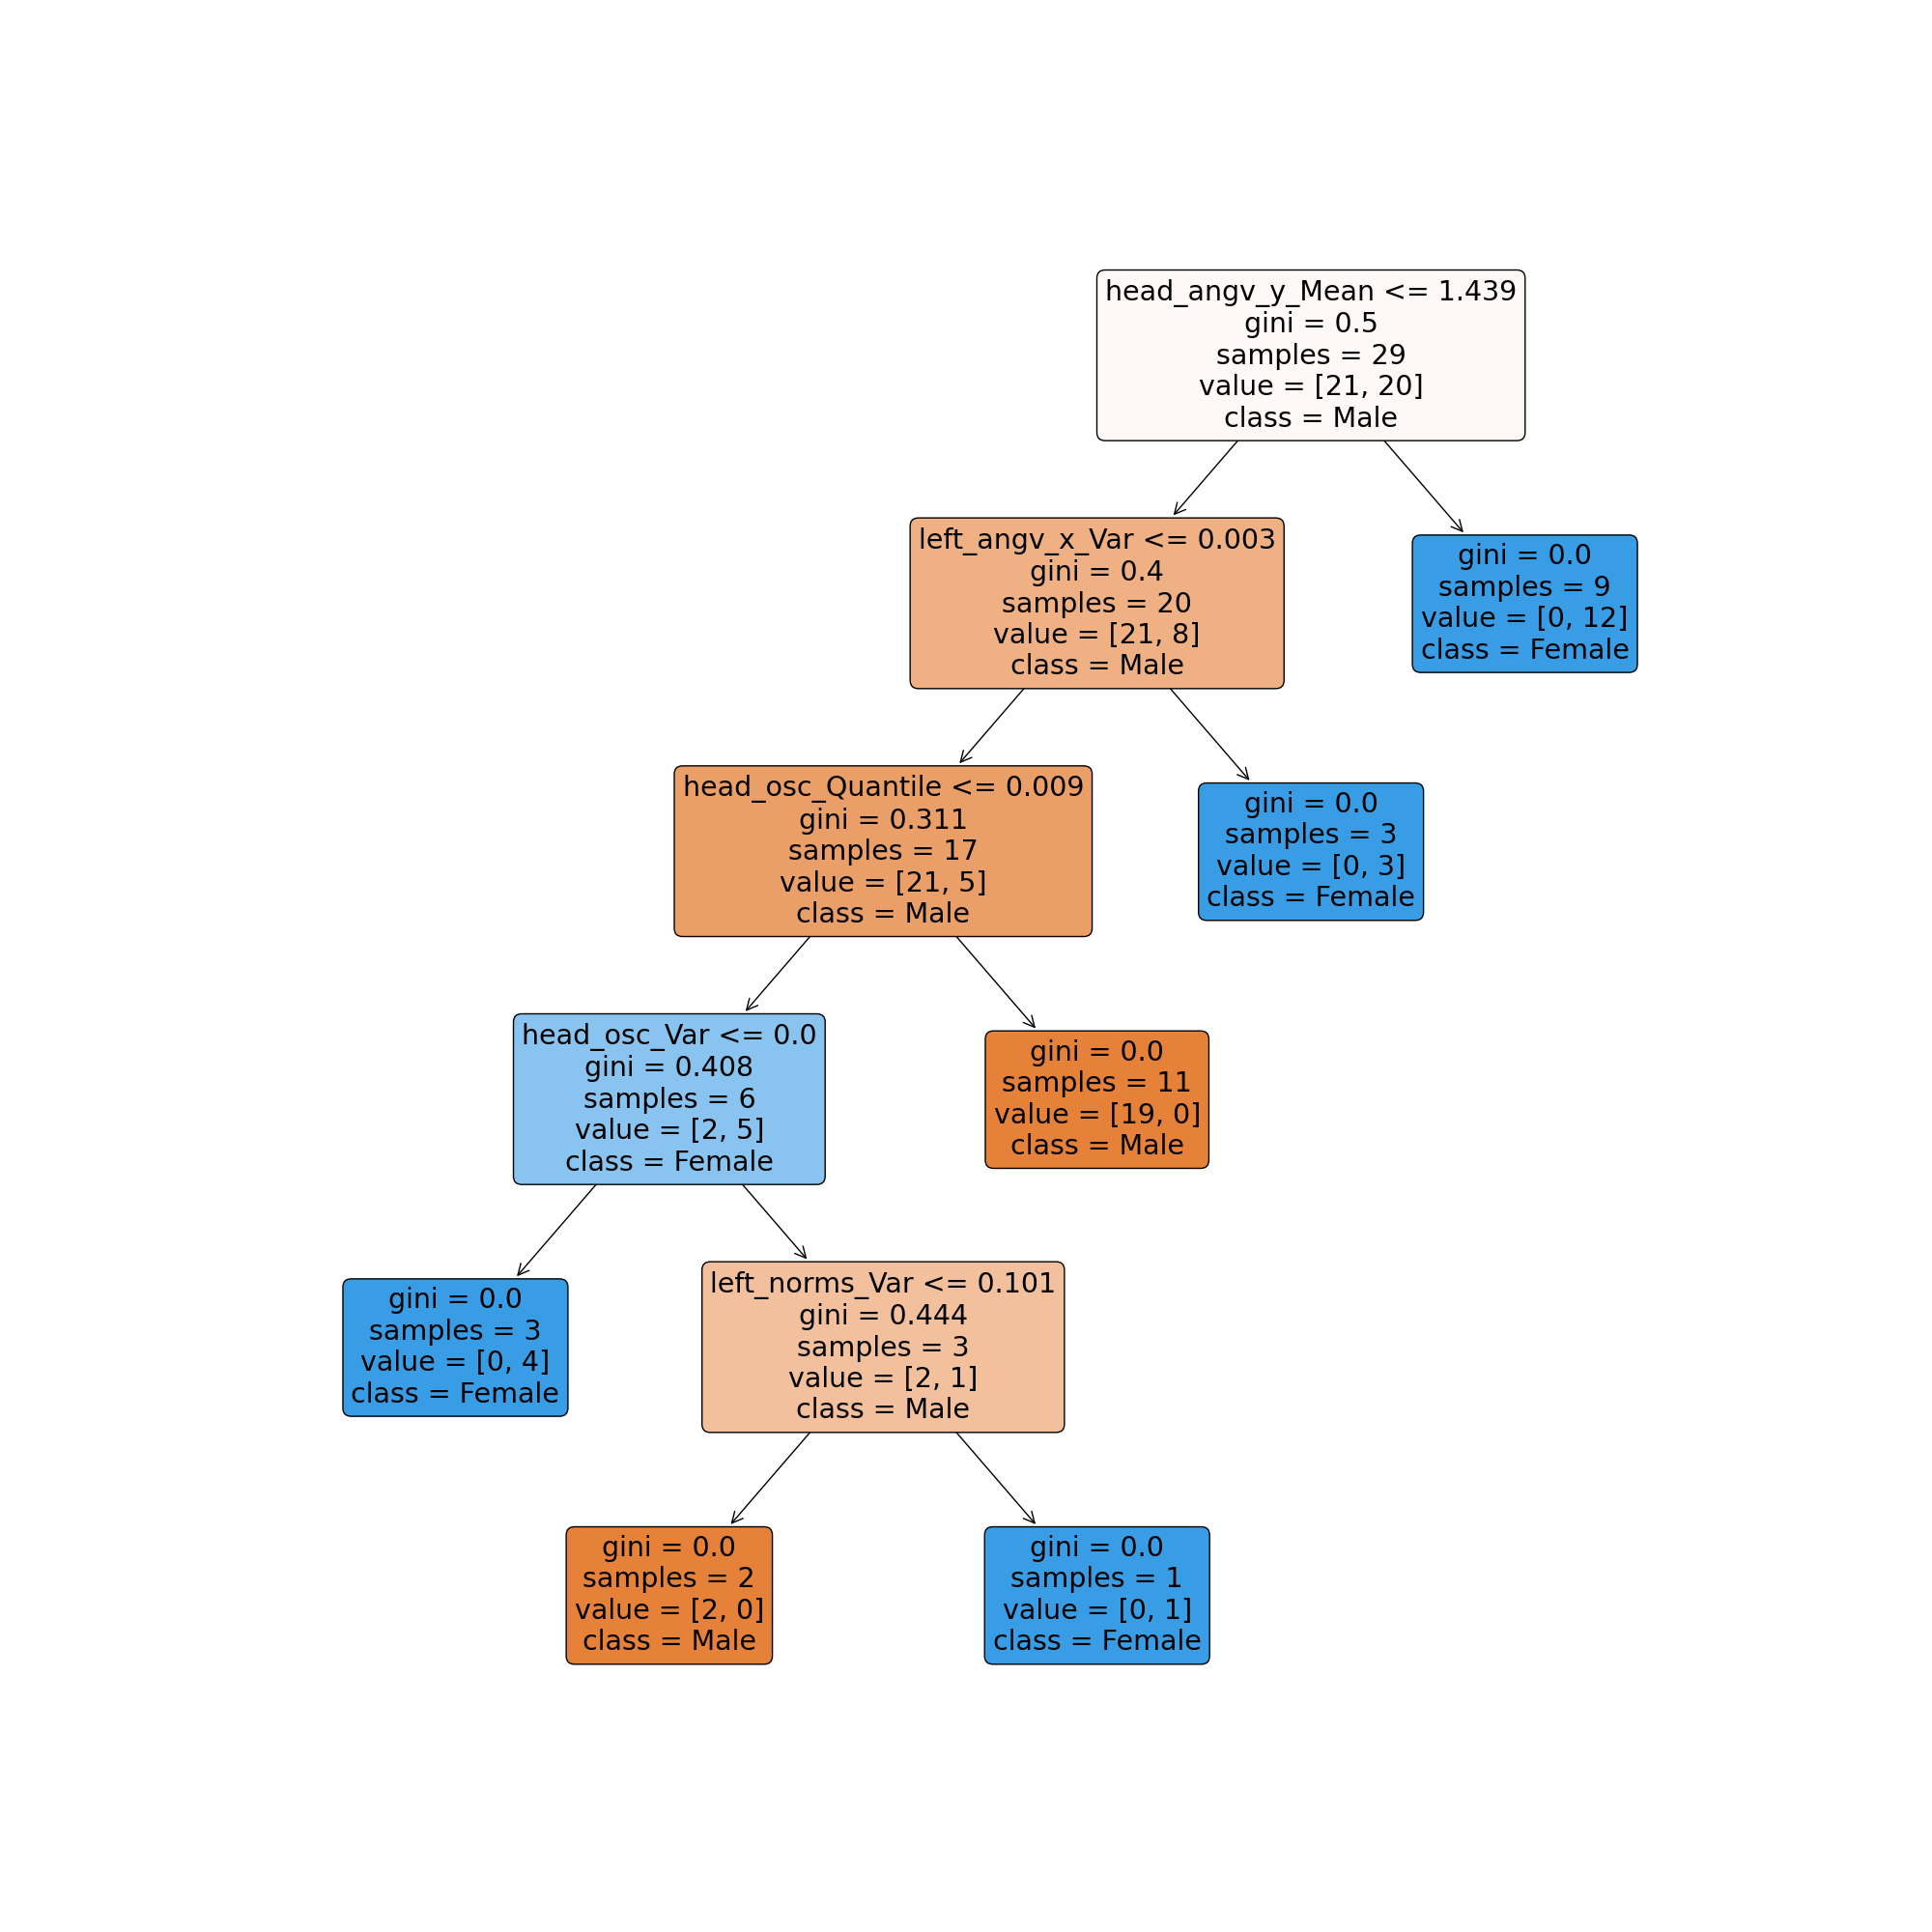 head_angv_y_Mean <= 1.439
gini = 0.5
samples = 29
value = [21, 20]
class = Male
left_angv_x_Var <= 0.003
gini = 0.4
samples = 20
value = [21, 8]
class = Male
gini = 0.0
samples = 9
value = [0, 12]
class = Female
head_osc_Quantile <= 0.009
gini = 0.311
samples = 17
value = [21, 5]
class = Male
gini = 0.0
samples = 3
value = [0, 3]
class = Female
head_osc_Var <= 0.0
gini = 0.408
samples = 6
value = [2, 5]
class = Female
gini = 0.0
samples = 11
value = [19, 0]
class = Male
gini = 0.0
samples = 3
value = [0, 4]
class = Female
left_norms_Var <= 0.101
gini = 0.444
samples = 3
value = [2, 1]
class = Male
gini = 0.0
samples = 2
value = [2, 0]
class = Male
gini = 0.0
samples = 1
value = [0, 1]
class = Female